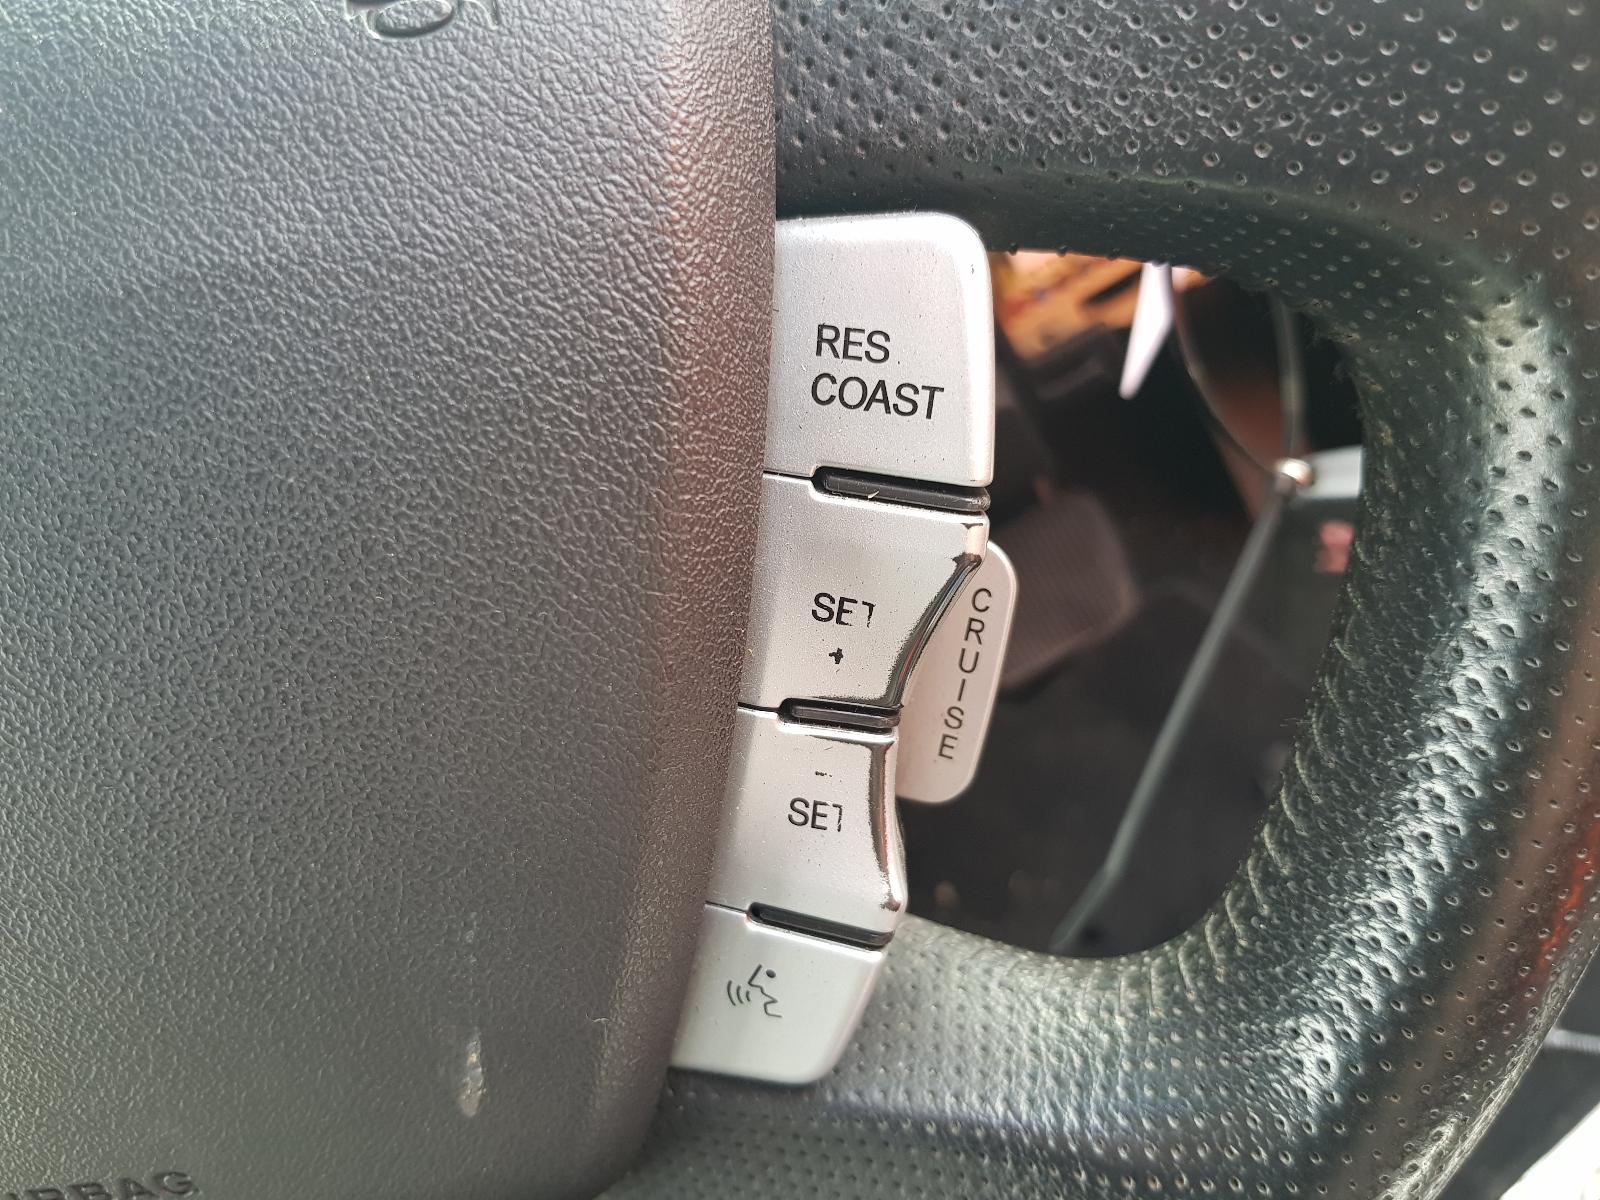 RES
COAST
SET
+
CRUISE
-
SET